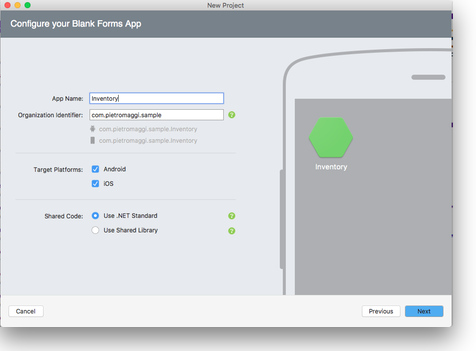 New Project
Configure your Blank Forms App
App Name: Inventory
Organization Identifier: com.pietromaggi.sample
com.pietromaggi.sample.inventory
com.pietromaggi.sample.inventory
Target Platforms: Android
iOS
Shared Code: Use .NET Standard
Use Shared Library
Inventory
Cancel
Previous
Next